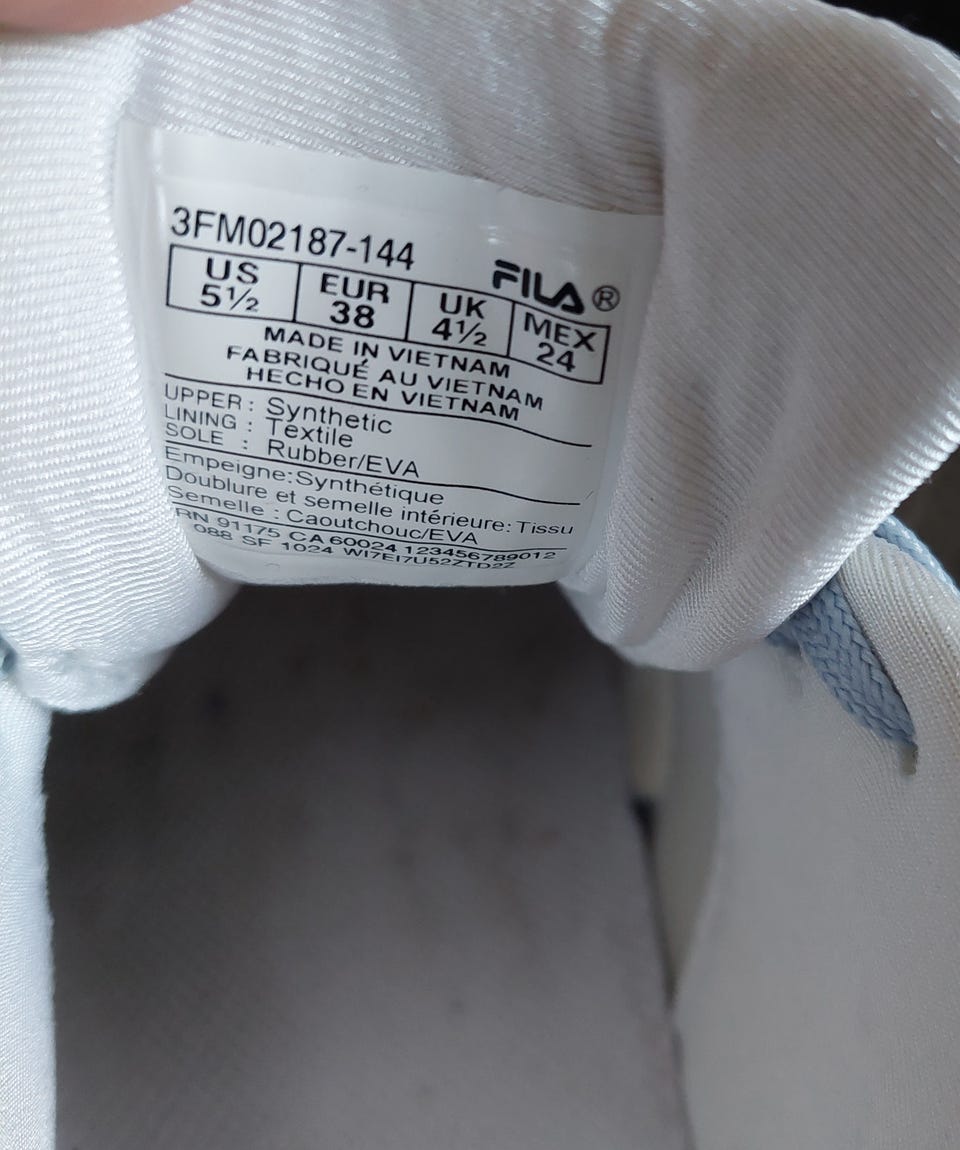 3FM02187-144
FILA®
US EUR UK MEX
5½ 38 4½ 24
MADE IN VIETNAM
FABRIQUÉ AU VIETNAM
HECHO EN VIETNAM
UPPER : Synthetic
LINING : Textile
SOLE : Rubber/EVA
Empeigne:Synthétique
Doublure et semelle intérieure: Tissu
Semelle : Caoutchouc/EVA
RN 91175 CA 60024 123456789012
088 SF 1024 WI7EI7U52ZTD2Z